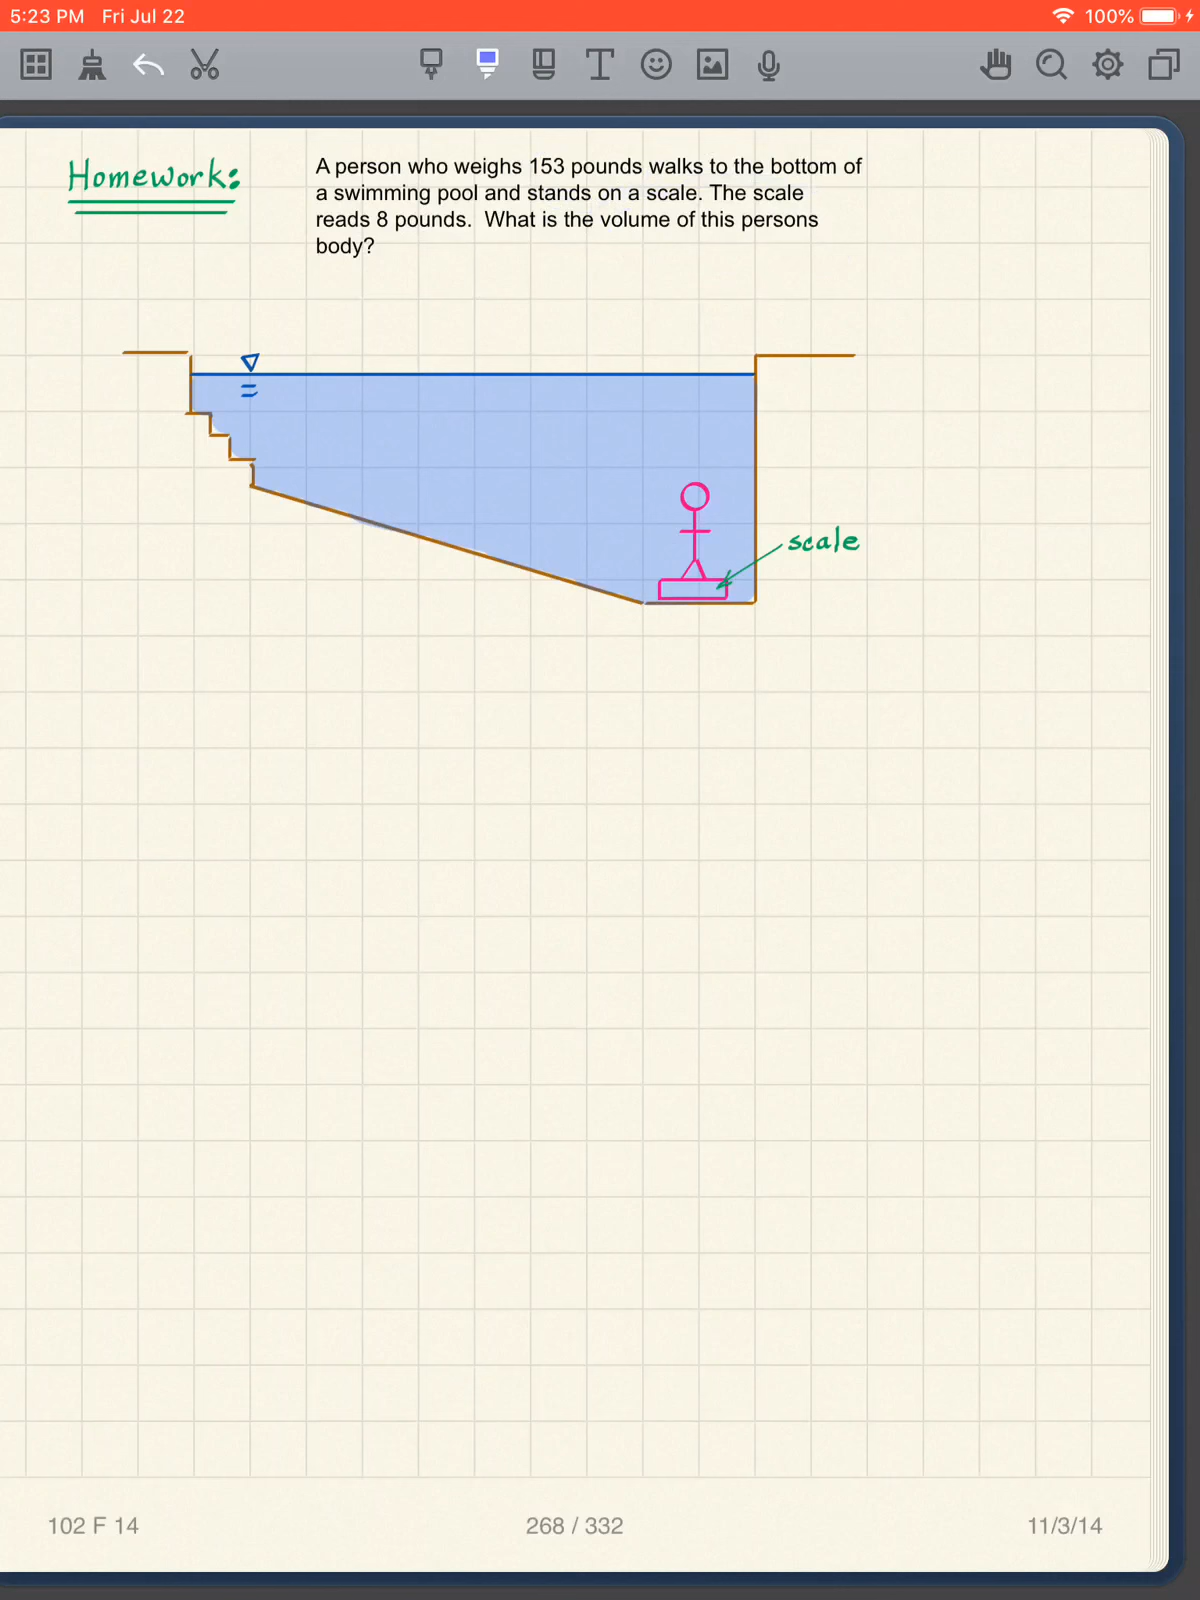 5:23 PM Fri Jul 22
100%
Homework:
A person who weighs 153 pounds walks to the bottom of
a swimming pool and stands on a scale. The scale
reads 8 pounds.  What is the volume of this persons
body?
scale
102 F 14
268 / 332
11/3/14